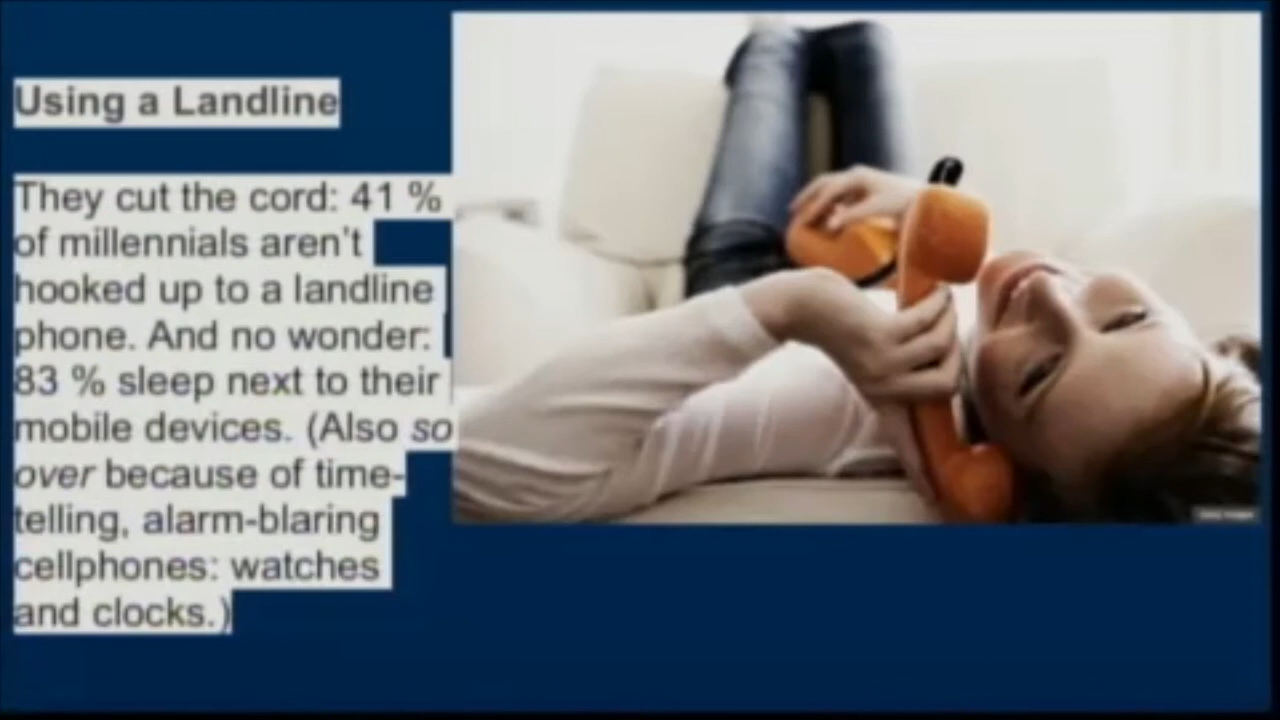 Using a Landline
They cut the cord: 41 %
of millennials aren't
hooked up to a landline
phone. And no wonder:
83 % sleep next to their
mobile devices. (Also so
over because of time-
telling, alarm-blaring
cellphones: watches
and clocks.)